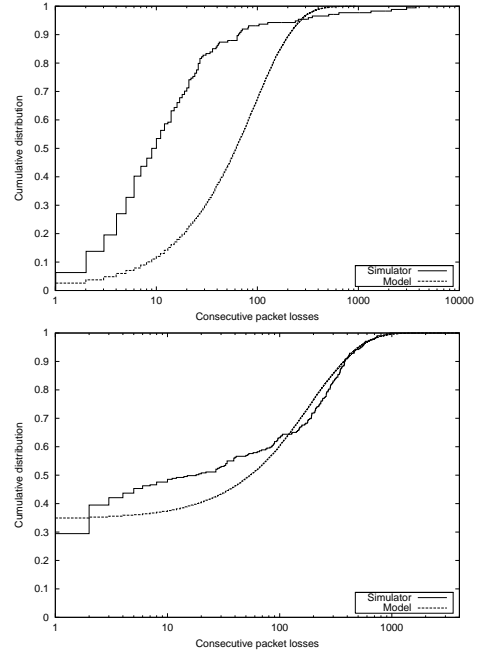 1
0.9
0.8
0.7
0.6
0.5
0.4
0.3
0.2
0.1
0
Cumulative distribution
1 10 100 1000 10000
Consecutive packet losses
Simulator
Model
1
0.9
0.8
0.7
0.6
0.5
0.4
0.3
0.2
0.1
0
Cumulative distribution
1 10 100 1000
Consecutive packet losses
Simulator
Model